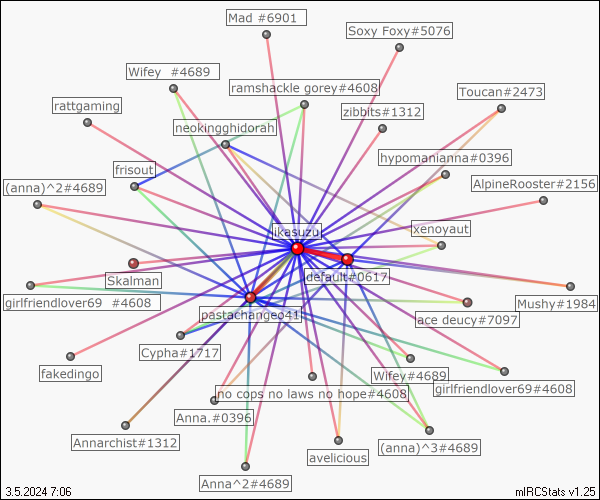 Mad #6901
Soxy Foxy#5076
Wifey  #4689
ramshackle gorey#4608
Toucan#2473
rattgaming
zibbits#1312
neokingghidorah
hypomanianna#0396
frisout
(anna)^2#4689
AlpineRooster#2156
ikasuzu
xenoyaut
Skalman
default#0617
girlfriendlover69  #4608
Mushy#1984
pastachangeo41
ace deucy#7097
Cypha#1717
fakedingo
Wifey#4689
girlfriendlover69#4608
no cops no laws no hope#4608
Anna.#0396
Annarchist#1312
(anna)^3#4689
avelicious
Anna^2#4689
3.5.2024 7:06
mIRCStats v1.25